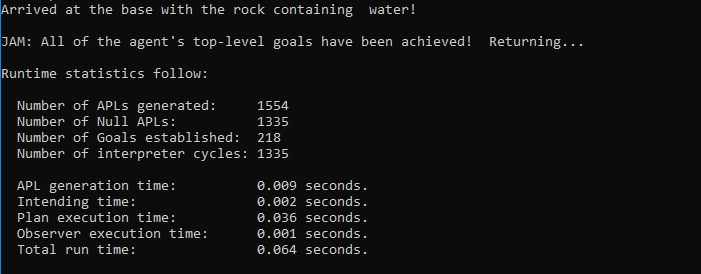 Arrived at the base with the rock containing  water!
JAM: All of the agent's top-level goals have been achieved!  Returning...
Runtime statistics follow:
Number of APLs generated:     1554
Number of Null APLs:          1335
Number of Goals established:  218
Number of interpreter cycles: 1335
APL generation time:          0.009 seconds.
Intending time:               0.002 seconds.
Plan execution time:          0.036 seconds.
Observer execution time:      0.001 seconds.
Total run time:               0.064 seconds.